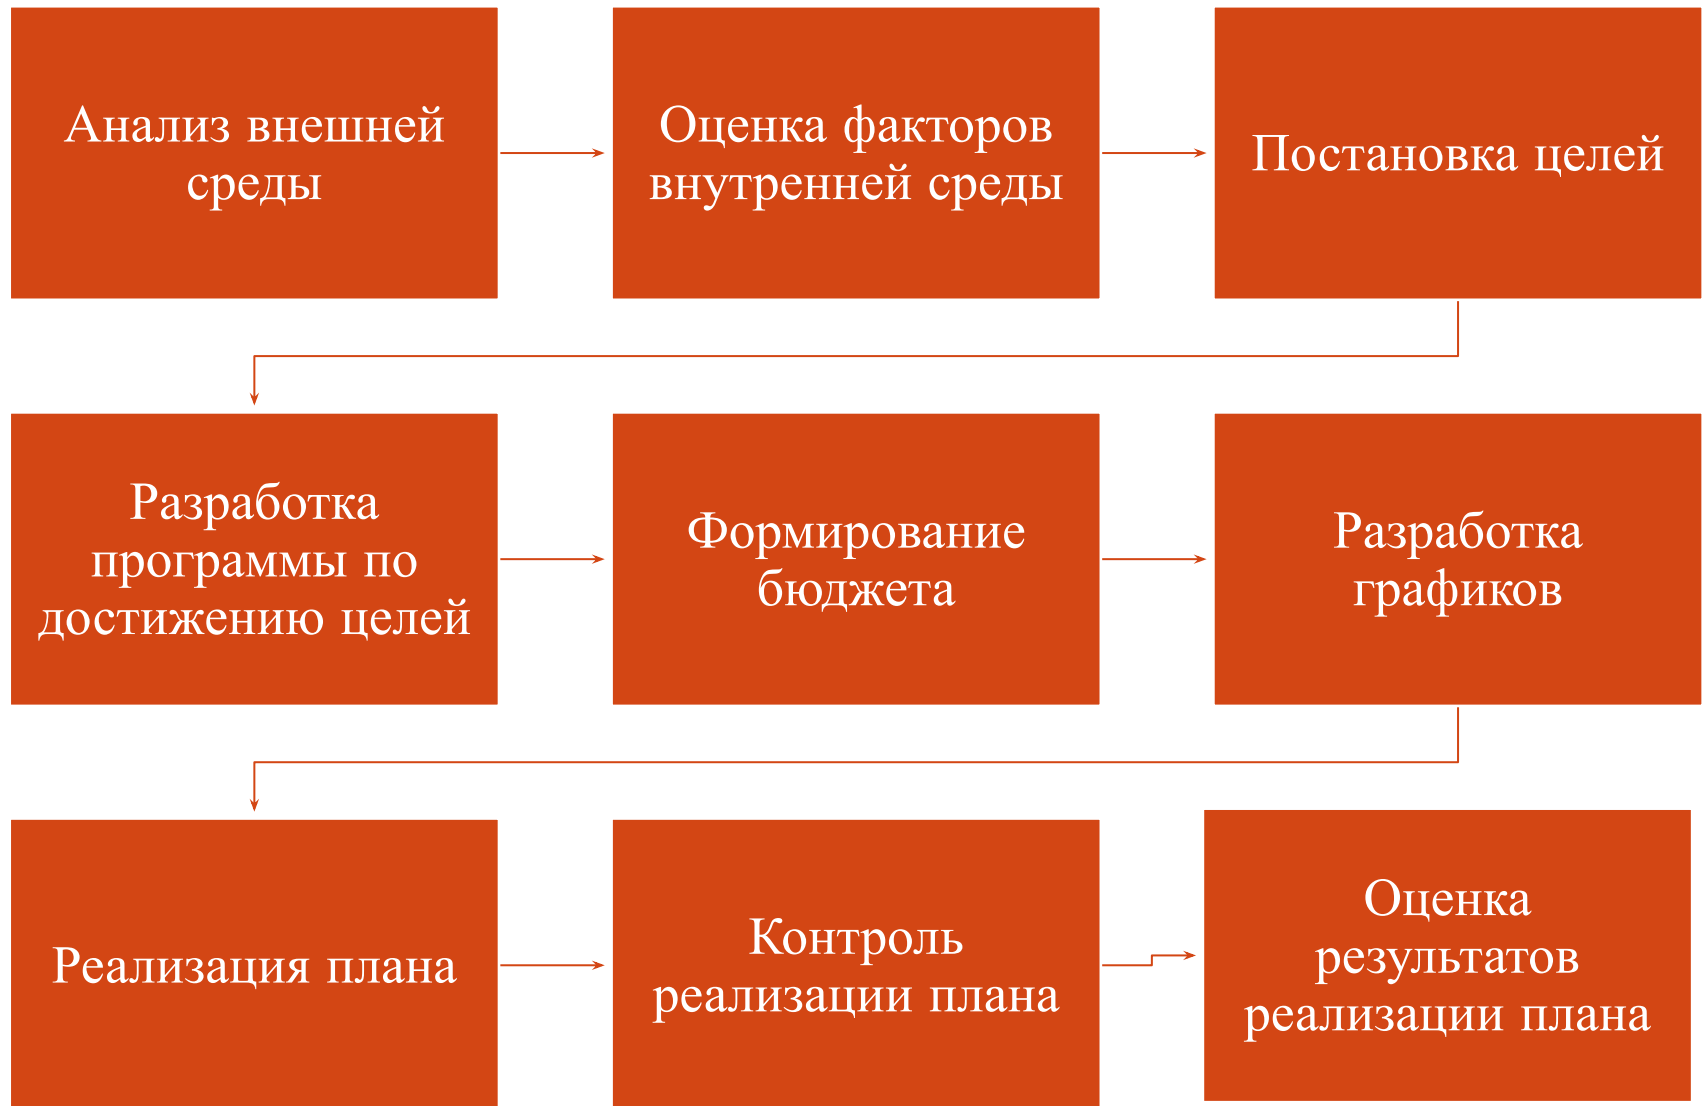 Анализ внешней
среды
Оценка факторов
внутренней среды
Постановка целей
Разработка
программы по
достижению целей
Формирование
бюджета
Разработка
графиков
Реализация плана
Контроль
реализации плана
Оценка
результатов
реализации плана